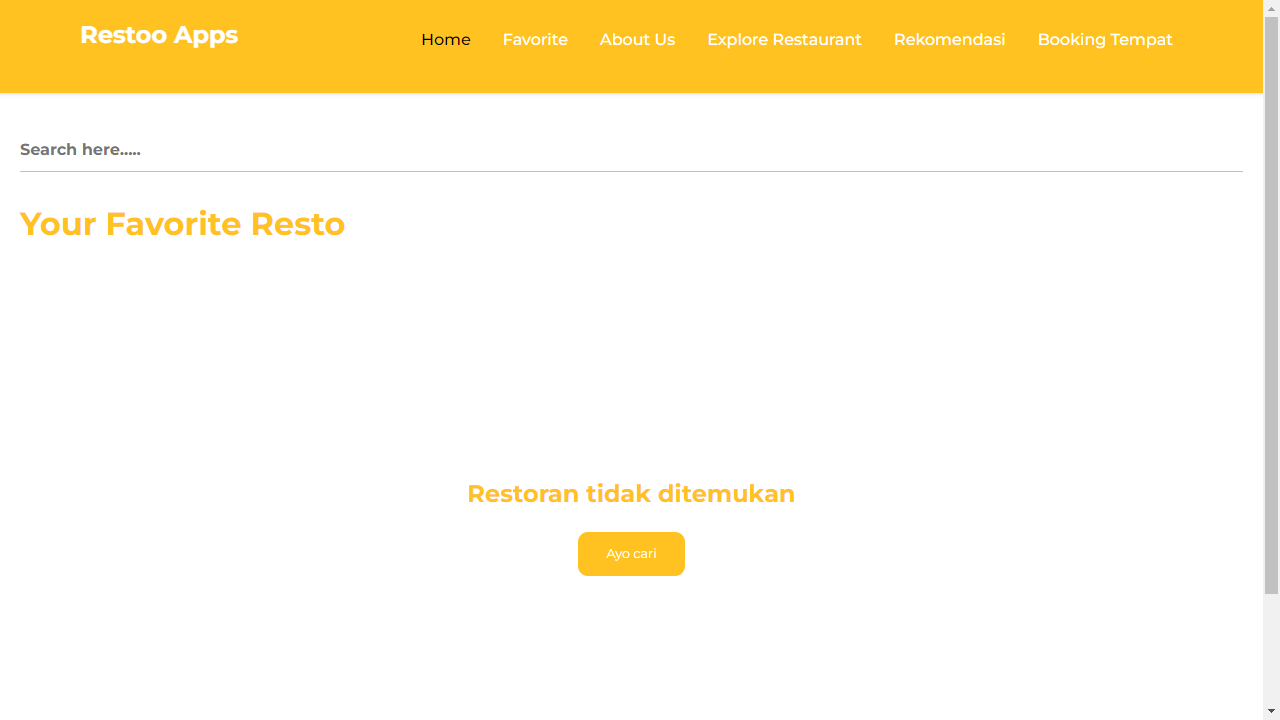 Restoo Apps
Home Favorite About Us Explore Restaurant Rekomendasi Booking Tempat
Search here.....
Your Favorite Resto
Restoran tidak ditemukan
Ayo cari